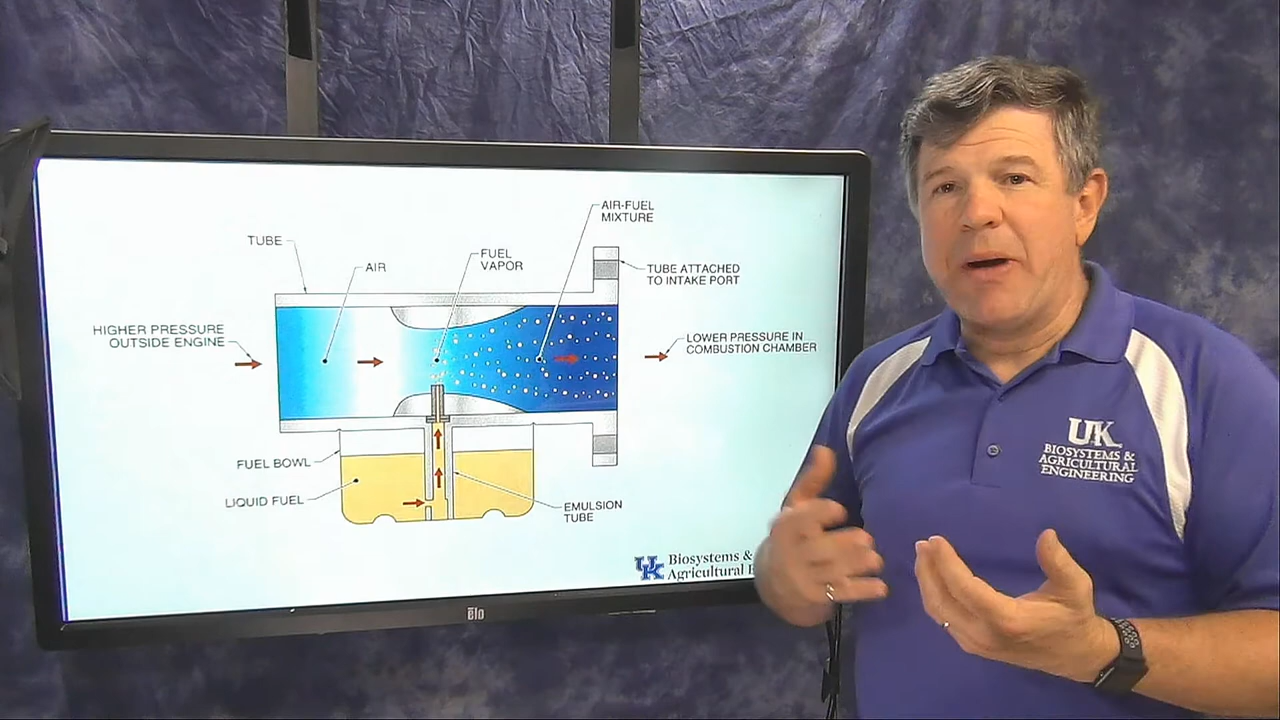 AIR-FUEL
MIXTURE
TUBE
FUEL
VAPOR
AIR
TUBE ATTACHED
TO INTAKE PORT
HIGHER PRESSURE
OUTSIDE ENGINE
LOWER PRESSURE IN
COMBUSTION CHAMBER
FUEL BOWL
LIQUID FUEL
EMULSION
TUBE
UK
Biosystems &
Agricultural
elo
UK
BIOSYSTEMS &
AGRICULTURAL
ENGINEERING